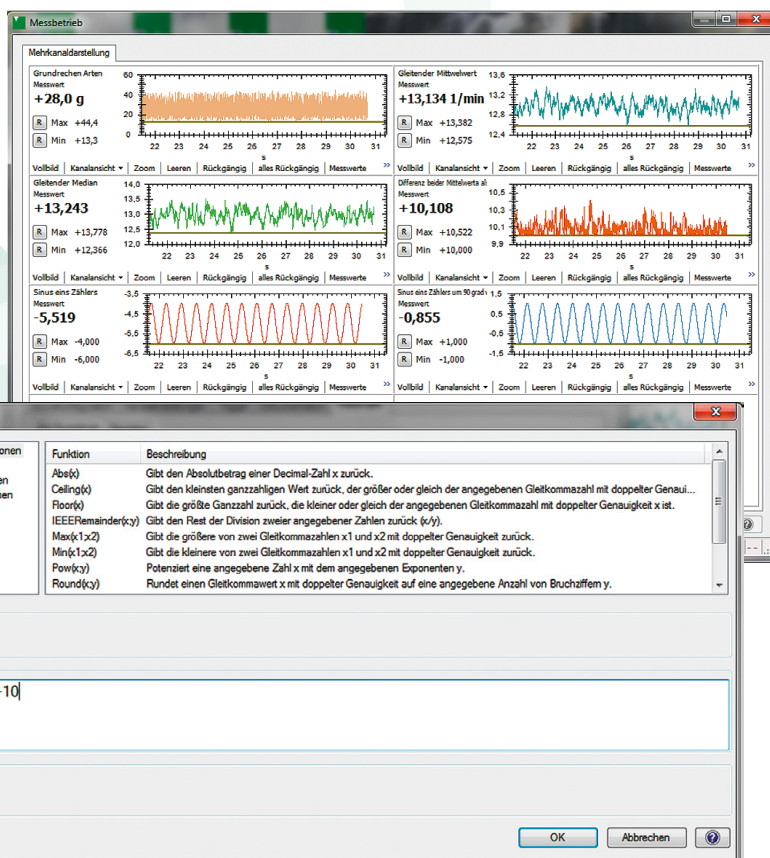 Messbetrieb
Mehrkanaldarstellung
Grundrechen Arten
Messwert
+28,0 g
R Max +44,4
R Min +13,3
60
40
20
0
22 23 24 25 26 27 28 29 30 31
s
Vollbild Kanalansicht Zoom Leeren Rückgängig alles Rückgängig Messwerte »
Gleitender Mittwelwert
Messwert
+13,134 1/min
R Max +13,382
R Min +12,575
13,6
13,2
12,8
12,4
22 23 24 25 26 27 28 29 30 31
s
Vollbild Kanalansicht Zoom Leeren Rückgängig alles Rückgängig Messwerte »
Gleitender Median
Messwert
+13,243
R Max +13,778
R Min +12,366
14,0
13,5
13,0
12,5
12,0
22 23 24 25 26 27 28 29 30 31
s
Vollbild Kanalansicht Zoom Leeren Rückgängig alles Rückgängig Messwerte »
Differenz beider Mittelwerta al
Messwert
+10,108
R Max +10,522
R Min +10,000
10,5
10,3
10,1
9,9
22 23 24 25 26 27 28 29 30 31
s
Vollbild Kanalansicht Zoom Leeren Rückgängig alles Rückgängig Messwerte »
Sinus eins Zählers
Messwert
-5,519
R Max -4,000
R Min -6,000
-3,5
-4,5
-5,5
-6,5
22 23 24 25 26 27 28 29 30 31
s
Vollbild Kanalansicht Zoom Leeren Rückgängig alles Rückgängig Messwerte »
Sinus eins Zählers um 90 grad v
Messwert
-0,855
R Max +1,000
R Min -1,000
1,5
0,5
-0,5
-1,5
22 23 24 25 26 27 28 29 30 31
s
Vollbild Kanalansicht Zoom Leeren Rückgängig alles Rückgängig Messwerte »
onen
en
nen
Funktion Beschreibung
Abs(x) Gibt den Absolutbetrag einer Decimal-Zahl x zurück.
Ceiling(x) Gibt den kleinsten ganzzahligen Wert zurück, der größer oder gleich der angegebenen Gleitkommazahl mit doppelter Genaui...
Floor(x) Gibt die größte Ganzzahl zurück, die kleiner oder gleich der angegebenen Gleitkommazahl mit doppelter Genauigkeit x ist.
IEEERemainder(x;y) Gibt den Rest der Division zweier angegebener Zahlen zurück (x/y).
Max(x1;x2) Gibt die größere von zwei Gleitkommazahlen x1 und x2 mit doppelter Genauigkeit zurück.
Min(x1;x2) Gibt die kleinere von zwei Gleitkommazahlen x1 und x2 mit doppelter Genauigkeit zurück.
Pow(x;y) Potenziert eine angegebene Zahl x mit dem angegebenen Exponenten y.
Round(x;y) Rundet einen Gleitkommawert x mit doppelter Genauigkeit auf eine angegebene Anzahl von Bruchziffern y.
-10
OK Abbrechen ?